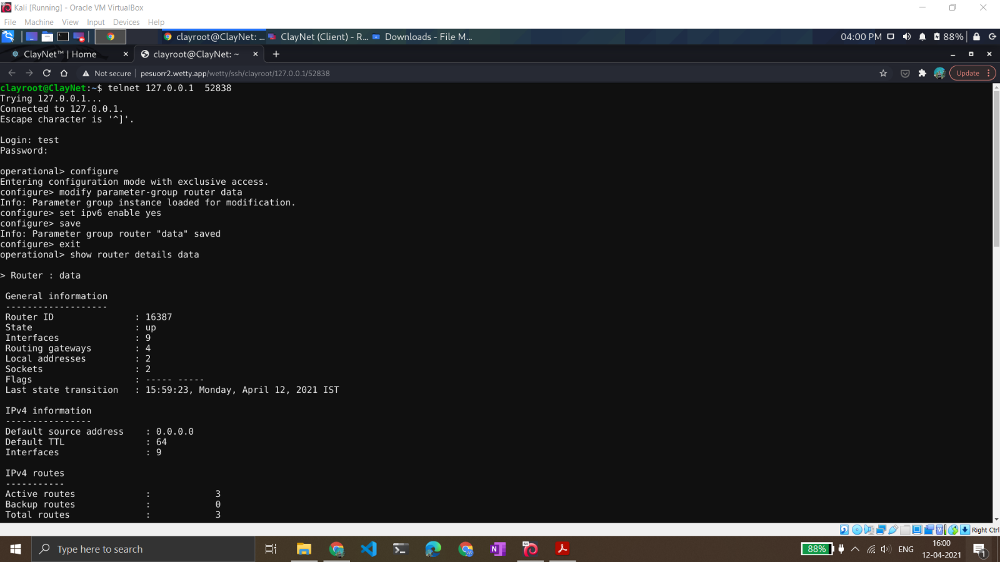 Kali [Running] - Oracle VM VirtualBox
File Machine View Input Devices Help
clayroot@ClayNet: ... ClayNet (Client) - R... Downloads - File M... 04:00 PM 88%
ClayNet™ | Home clayroot@ClayNet: ~
Not secure pesuorr2.wetty.app/wetty/ssh/clayroot/127.0.0.1/52838 Update
clayroot@ClayNet:~$ telnet 127.0.0.1  52838
Trying 127.0.0.1...
Connected to 127.0.0.1.
Escape character is '^]'.
Login: test
Password:
operational> configure
Entering configuration mode with exclusive access.
configure> modify parameter-group router data
Info: Parameter group instance loaded for modification.
configure> set ipv6 enable yes
configure> save
Info: Parameter group router "data" saved
configure> exit
operational> show router details data
> Router : data
General information
-------------------
Router ID : 16387
State : up
Interfaces : 9
Routing gateways : 4
Local addresses : 2
Sockets : 2
Flags : ----- -----
Last state transition : 15:59:23, Monday, April 12, 2021 IST
IPv4 information
----------------
Default source address : 0.0.0.0
Default TTL : 64
Interfaces : 9
IPv4 routes
-----------
Active routes : 3
Backup routes : 0
Total routes : 3
Right Ctrl
Type here to search 88% ENG 16:00
12-04-2021 1